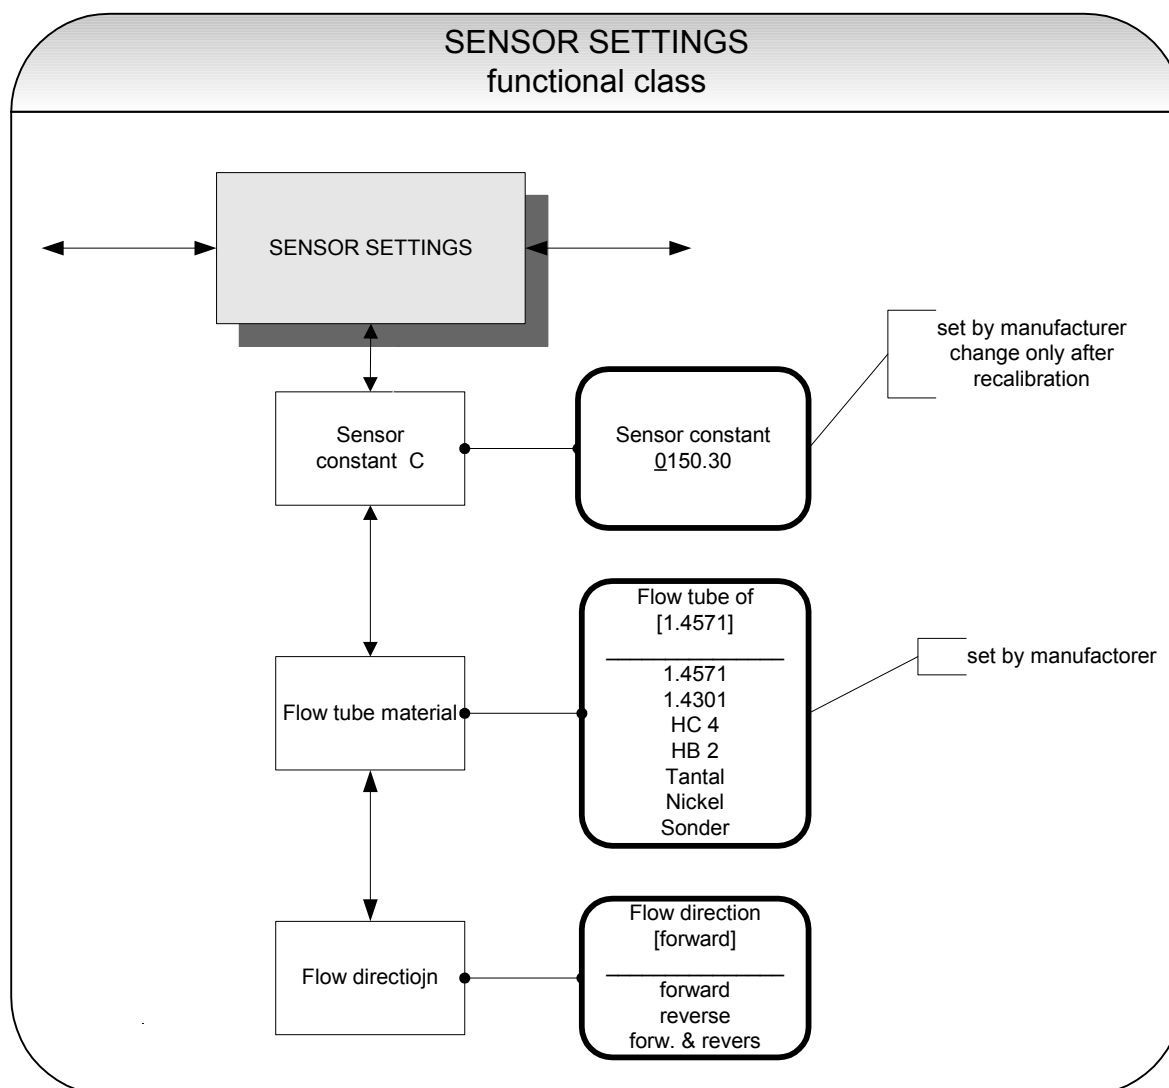 SENSOR SETTINGS
functional class
SENSOR SETTINGS
set by manufacturer
change only after
recalibration
Sensor
constant  C
Sensor constant
0150.30
Flow tube of
[1.4571]
1.4571
1.4301
HC 4
HB 2
Tantal
Nickel
Sonder
set by manufactorer
Flow tube material
Flow direction
[forward]
forward
reverse
forw. & revers
Flow directiojn